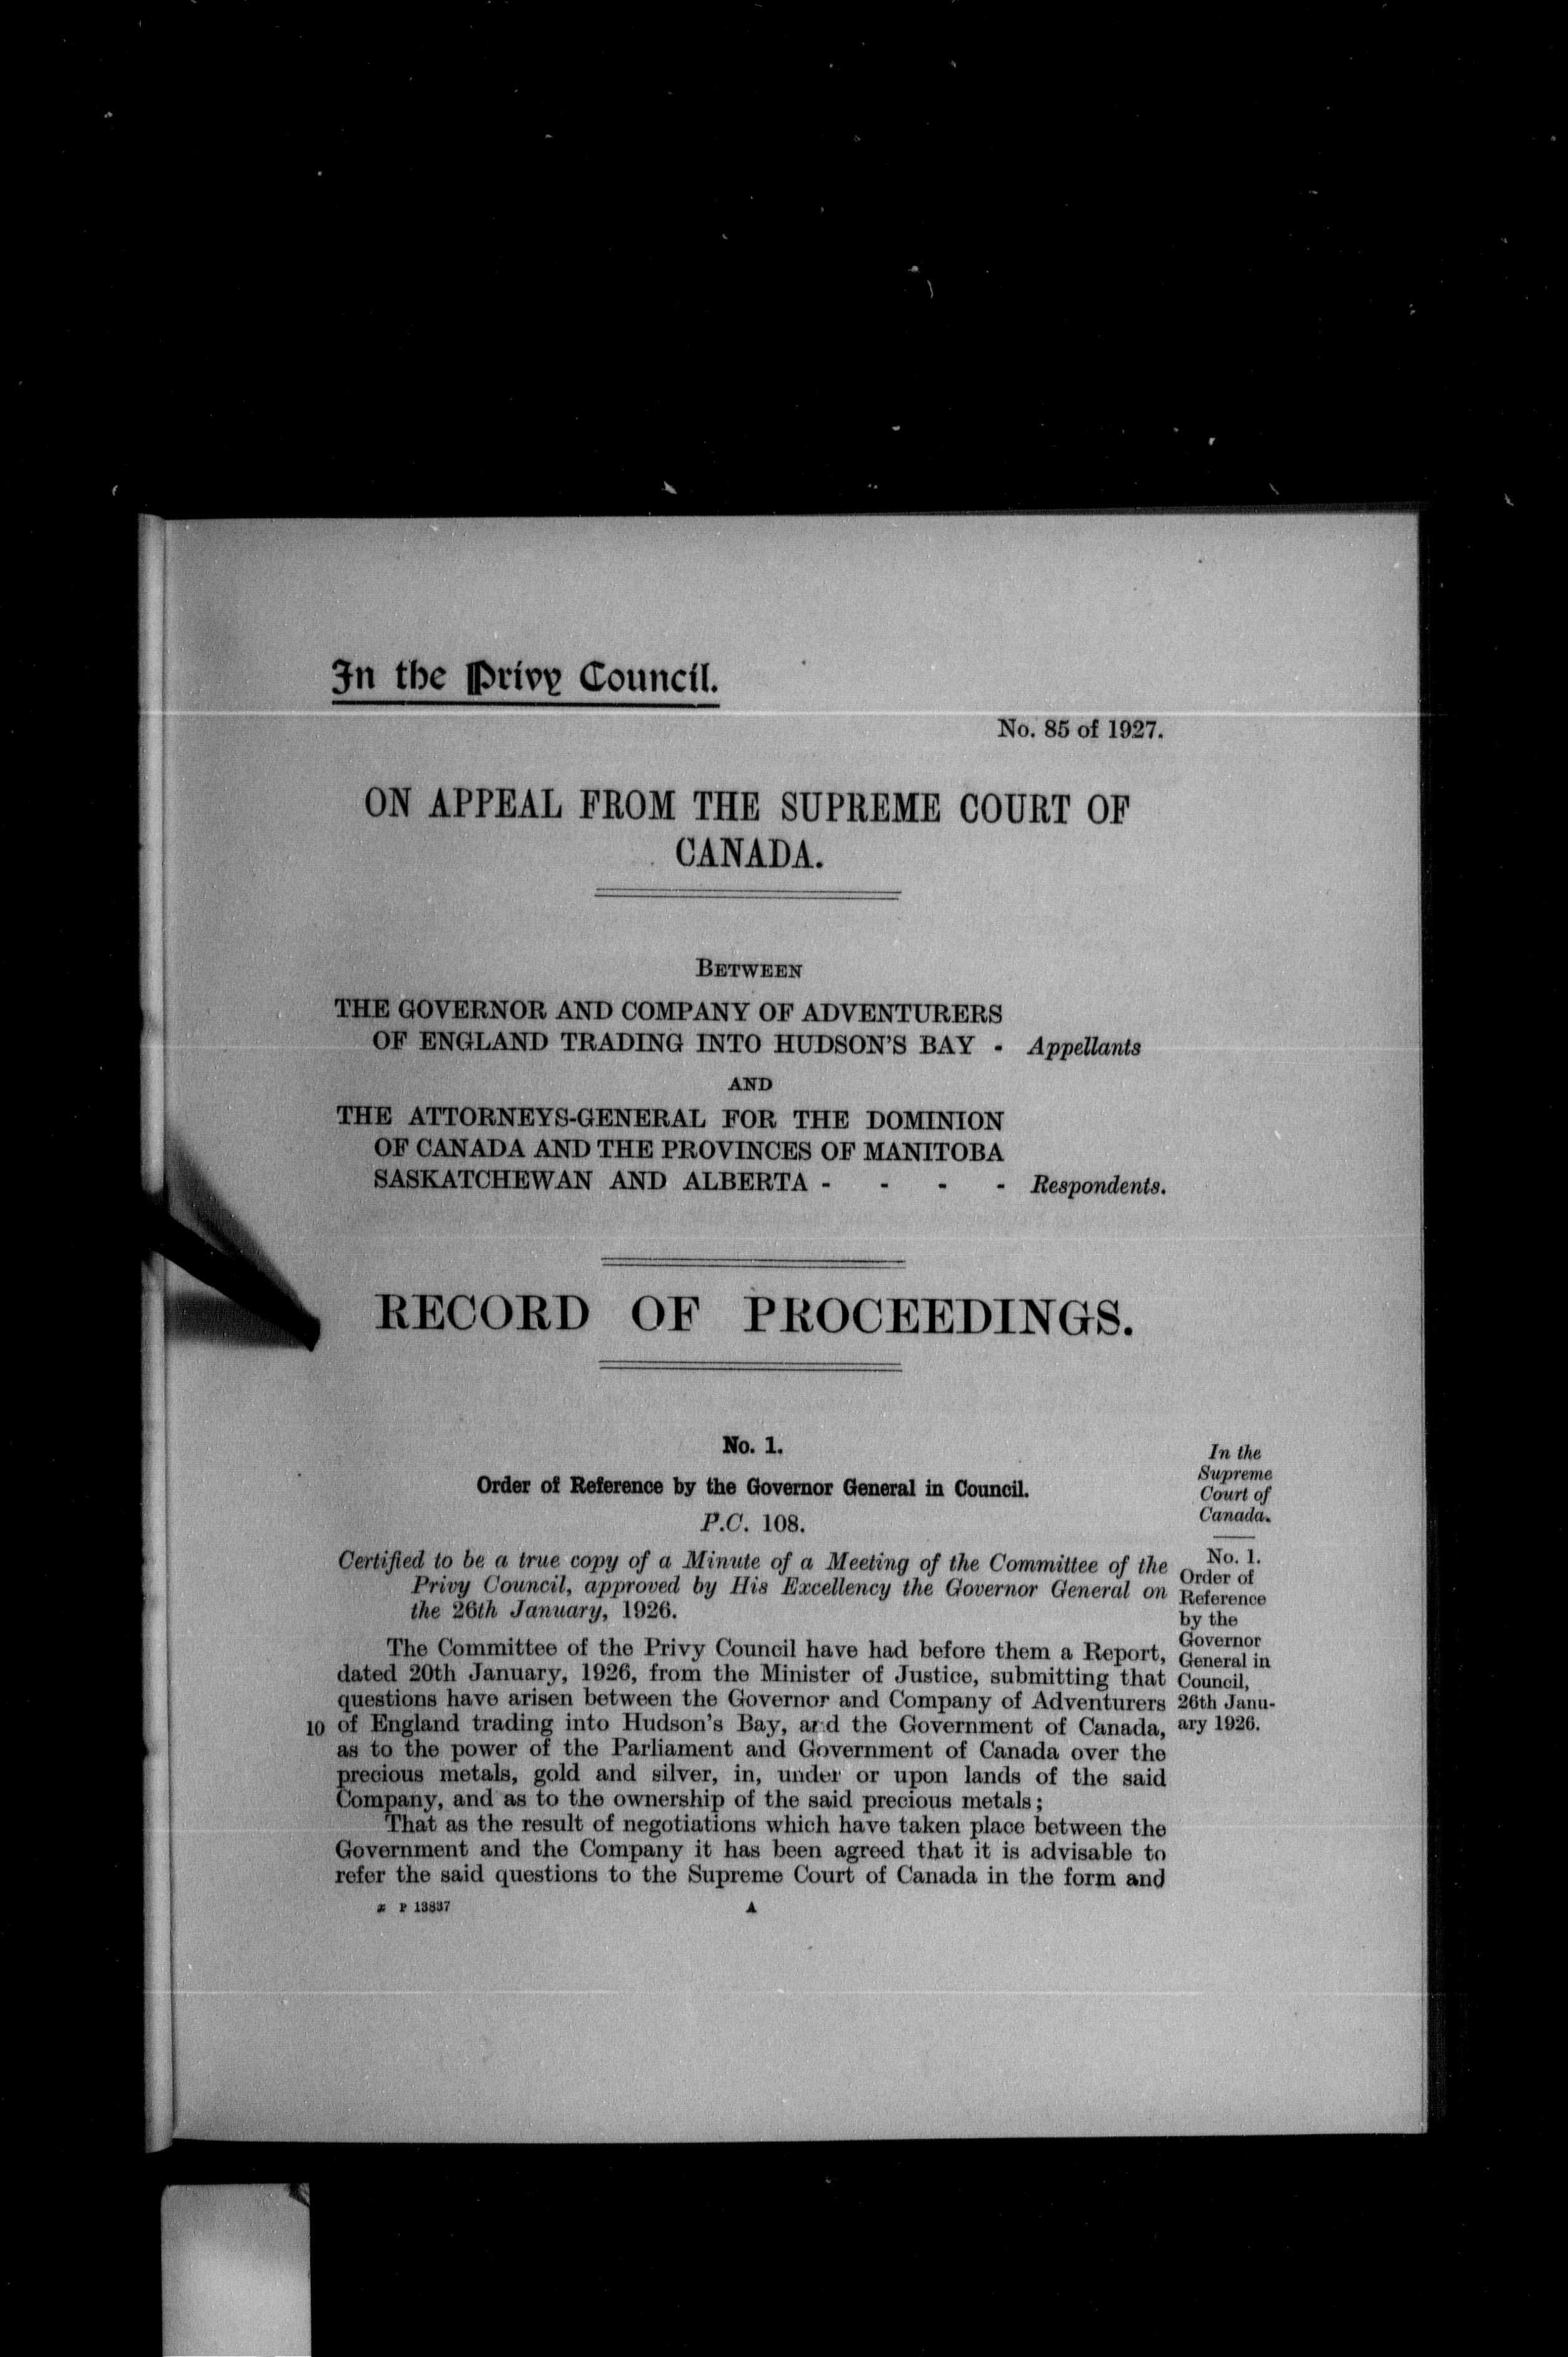 In the Privy Council.
No. 85 of 1927.
ON APPEAL FROM THE SUPREME COURT OF
CANADA.
BETWEEN
THE GOVERNOR AND COMPANY OF ADVENTURERS
OF ENGLAND TRADING INTO HUDSON'S BAY - Appellants
AND
THE ATTORNEYS-GENERAL FOR THE DOMINION
OF CANADA AND THE PROVINCES OF MANITOBA
SASKATCHEWAN AND ALBERTA - - - - Respondents.
RECORD OF PROCEEDINGS.
No. 1.
Order of Reference by the Governor General in Council.
P.C. 108.
Certified to be a true copy of a Minute of a Meeting of the Committee of the
Privy Council, approved by His Excellency the Governor General on
the 26th January, 1926.
The Committee of the Privy Council have had before them a Report,
dated 20th January, 1926, from the Minister of Justice, submitting that
questions have arisen between the Governor and Company of Adventurers
10 of England trading into Hudson's Bay, and the Government of Canada,
as to the power of the Parliament and Government of Canada over the
precious metals, gold and silver, in, under or upon lands of the said
Company, and as to the ownership of the said precious metals;
That as the result of negotiations which have taken place between the
Government and the Company it has been agreed that it is advisable to
refer the said questions to the Supreme Court of Canada in the form and
In the
Supreme
Court of
Canada.
No. 1.
Order of
Reference
by the
Governor
General in
Council,
26th Janu-
ary 1926.
x P 13837 A